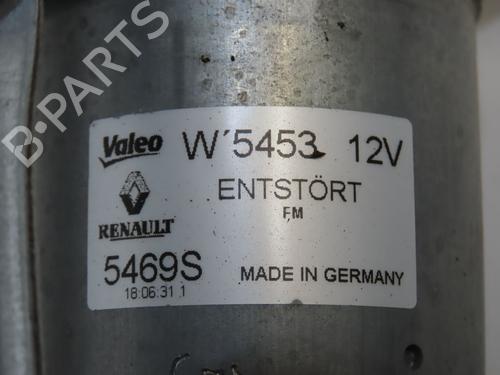 B-PARTS
Valeo W´5453 12V
ENTSTÖRT
FM
RENAULT
5469S MADE IN GERMANY
18.06.31 1